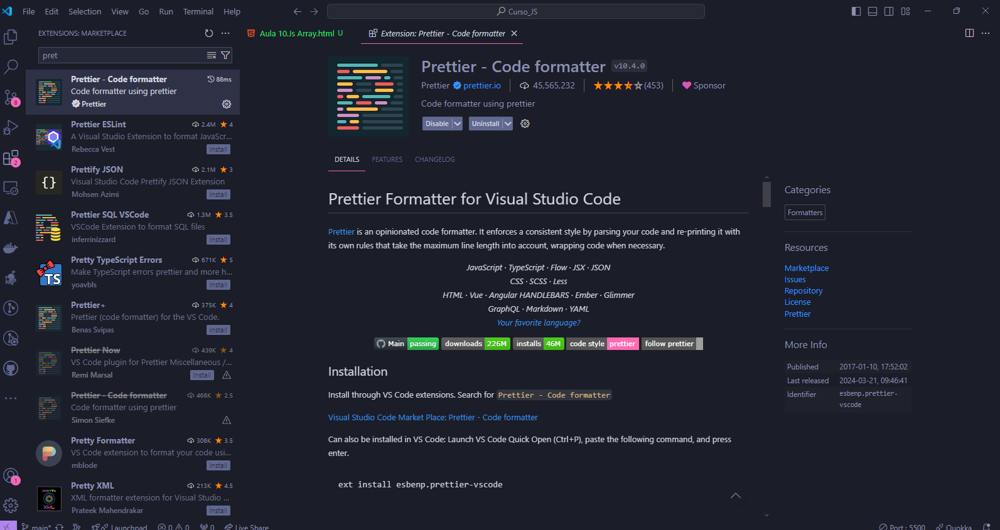 File Edit Selection View Go Run Terminal Help
Curso_JS
EXTENSIONS: MARKETPLACE
pret
Prettier - Code formatter 88ms
Code formatter using prettier
Prettier
Prettier ESLint 2.4M 4
A Visual Studio Extension to format JavaScr...
Rebecca Vest Install
Prettify JSON 2.1M 3
Visual Studio Code Prettify JSON Extension
Mohsen Azimi Install
{}
Prettier SQL VSCode 1.3M 3.5
VSCode Extension to format SQL files
inferrinizzard Install
Pretty TypeScript Errors 671K 5
Make TypeScript errors prettier and more h...
yoavbls Install
TS
Prettier+ 375K 4
Prettier (code formatter) for the VS Code.
Benas Svipas Install
Prettier Now 439K 4
VS Code plugin for Prettier Miscellaneous /...
Remi Marsal Install
Prettier - Code formatter 466K 2.5
Code formatter using prettier
Simon Siefke
Pretty Formatter 306K 3.5
VS Code extension to format your code usi...
mblode Install
Pretty XML 213K 4.5
XML formatter extension for Visual Studio ...
Prateek Mahendrakar Install
PRETTY
XML
8
2
1
main* Launchpad 0 0 0 Live Share
Aula 10.Js Array.html U
Extension: Prettier - Code formatter
Prettier - Code formatter v10.4.0
Prettier prettier.io 45,565,232 (453) Sponsor
Code formatter using prettier
Disable Uninstall
DETAILS FEATURES CHANGELOG
Prettier Formatter for Visual Studio Code
Prettier is an opinionated code formatter. It enforces a consistent style by parsing your code and re-printing it with
its own rules that take the maximum line length into account, wrapping code when necessary.
JavaScript · TypeScript · Flow · JSX · JSON
CSS · SCSS · Less
HTML · Vue · Angular HANDLEBARS · Ember · Glimmer
GraphQL · Markdown · YAML
Your favorite language?
Main passing downloads 226M installs 46M code style prettier follow prettier
Installation
Install through VS Code extensions. Search for Prettier - Code formatter
Visual Studio Code Market Place: Prettier - Code formatter
Can also be installed in VS Code: Launch VS Code Quick Open (Ctrl+P), paste the following command, and press
enter.
ext install esbenp.prettier-vscode
Categories
Formatters
Resources
Marketplace
Issues
Repository
License
Prettier
More Info
Published 2017-01-10, 17:52:02
Last released 2024-03-21, 09:46:41
Identifier esbenp.prettier-
vscode
Port : 5500 Quokka